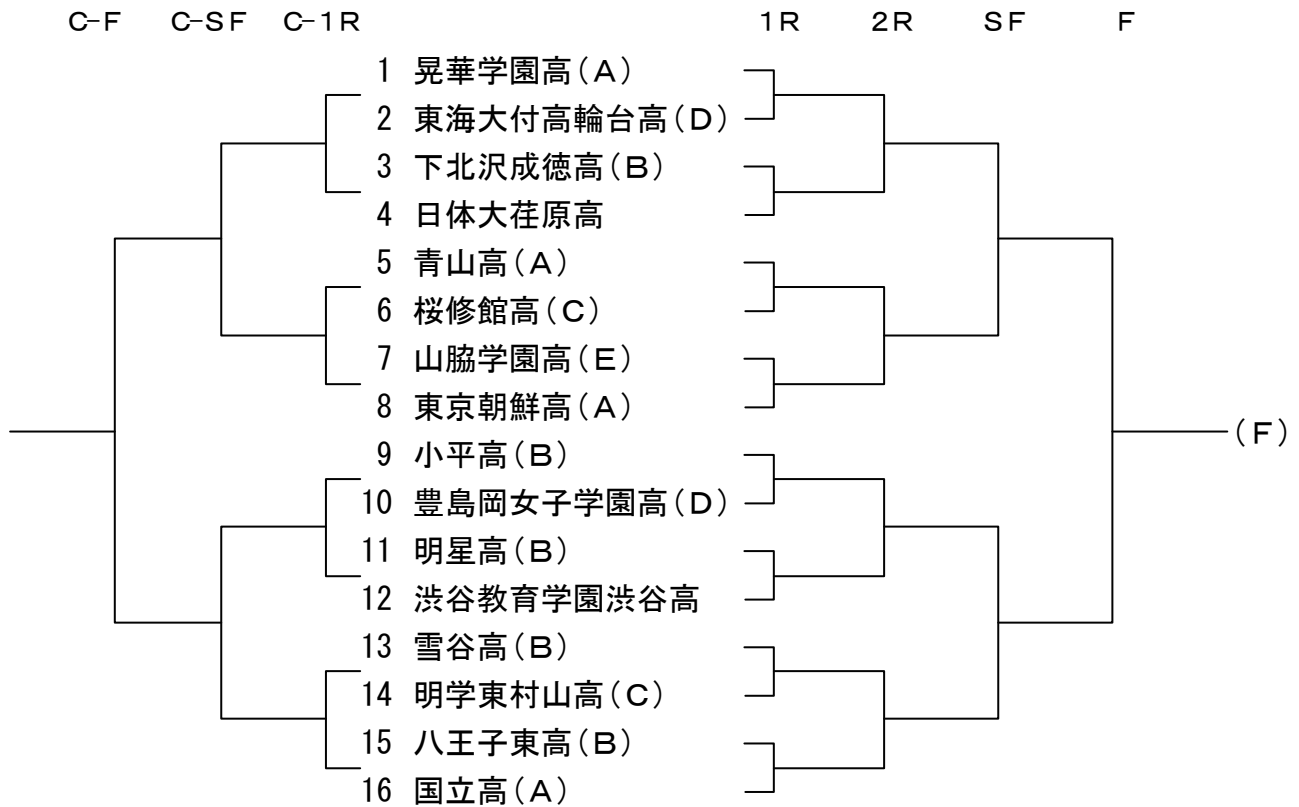 C-F C-SF C-1R 1R 2R SF F
1 晃華学園高(A)
2 東海大付高輪台高(D)
3 下北沢成徳高(B)
4 日体大荏原高
5 青山高(A)
6 桜修館高(C)
7 山脇学園高(E)
8 東京朝鮮高(A)
(F)
9 小平高(B)
10 豊島岡女子学園高(D)
11 明星高(B)
12 渋谷教育学園渋谷高
13 雪谷高(B)
14 明学東村山高(C)
15 八王子東高(B)
16 国立高(A)